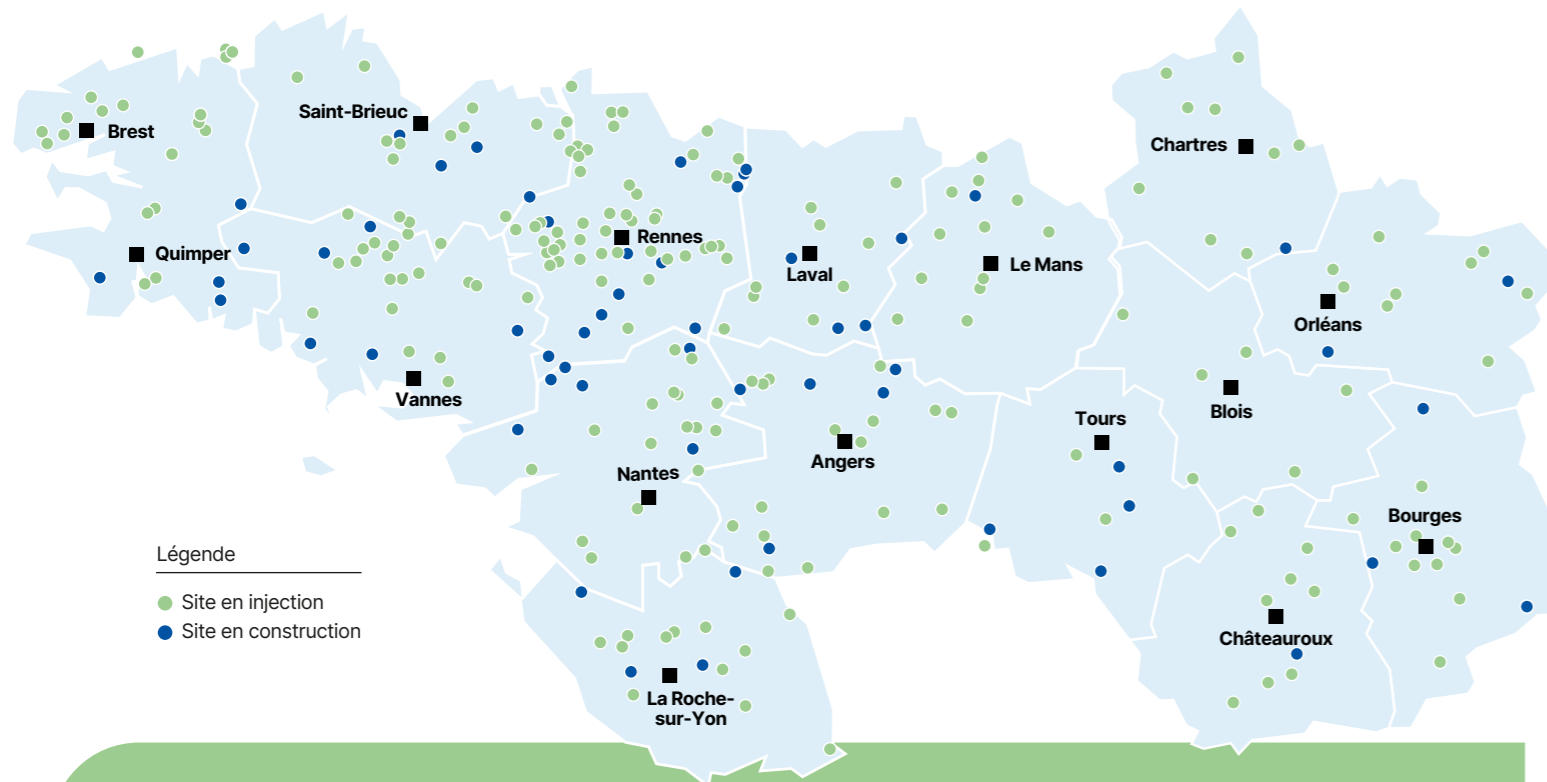 Saint-Brieuc
Brest
Chartres
Quimper
Rennes
Laval
Le Mans
Orléans
Vannes
Blois
Tours
Angers
Nantes
Bourges
Légende
Site en injection
Site en construction
Châteauroux
La Roche-
sur-Yon